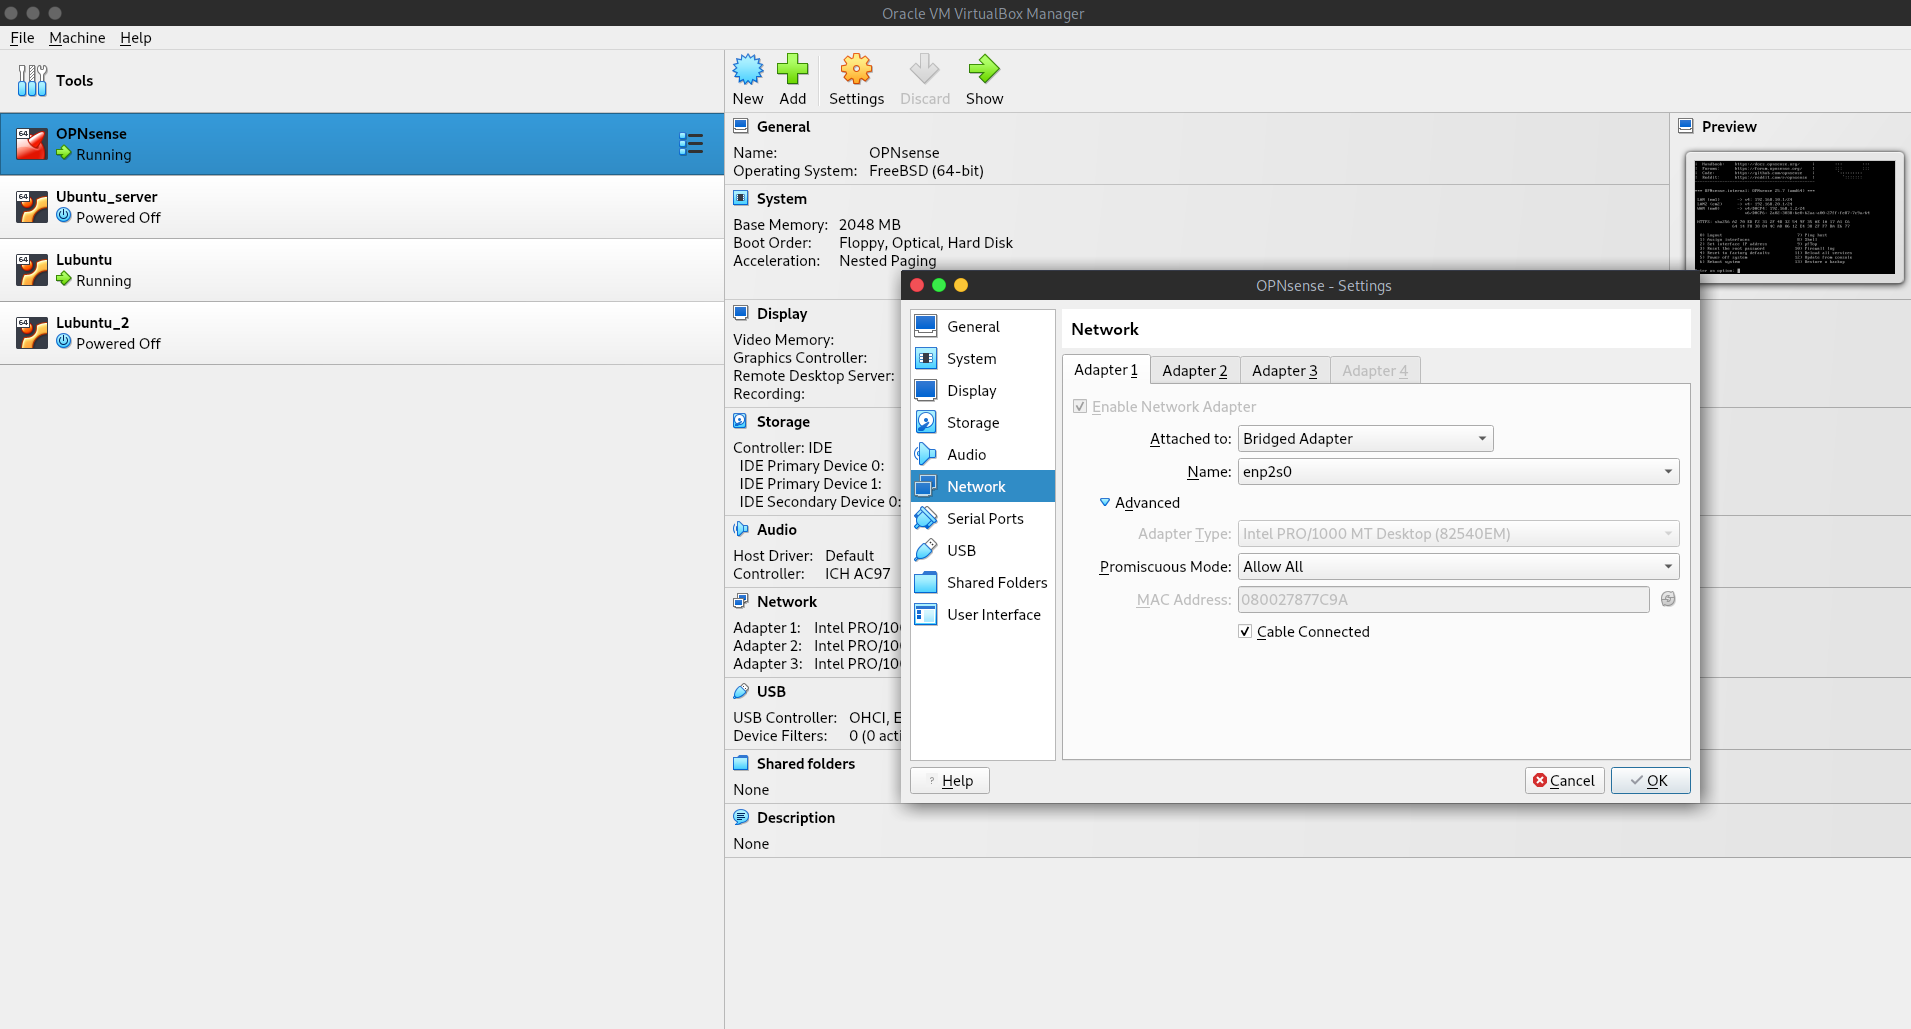 Oracle VM VirtualBox Manager
File Machine Help
Tools
New Add Settings Discard Show
64 OPNsense
Running
64 Ubuntu_server
Powered Off
64 Lubuntu
Running
64 Lubuntu_2
Powered Off
General
Name: OPNsense
Operating System: FreeBSD (64-bit)
System
Base Memory: 2048 MB
Boot Order: Floppy, Optical, Hard Disk
Acceleration: Nested Paging
Display
Video Memory:
Graphics Controller:
Remote Desktop Server:
Recording:
Storage
Controller: IDE
IDE Primary Device 0:
IDE Primary Device 1:
IDE Secondary Device 0:
Audio
Host Driver: Default
Controller: ICH AC97
Network
Adapter 1: Intel PRO/100
Adapter 2: Intel PRO/100
Adapter 3: Intel PRO/100
USB
USB Controller: OHCI, E
Device Filters: 0 (0 acti
Shared folders
None
Description
None
Preview
OPNsense - Settings
General
System
Display
Storage
Audio
Network
Serial Ports
USB
Shared Folders
User Interface
Network
Adapter 1 Adapter 2 Adapter 3 Adapter 4
Enable Network Adapter
Attached to: Bridged Adapter
Name: enp2s0
Advanced
Adapter Type: Intel PRO/1000 MT Desktop (82540EM)
Promiscuous Mode: Allow All
MAC Address: 080027877C9A
Cable Connected
? Help
Cancel OK